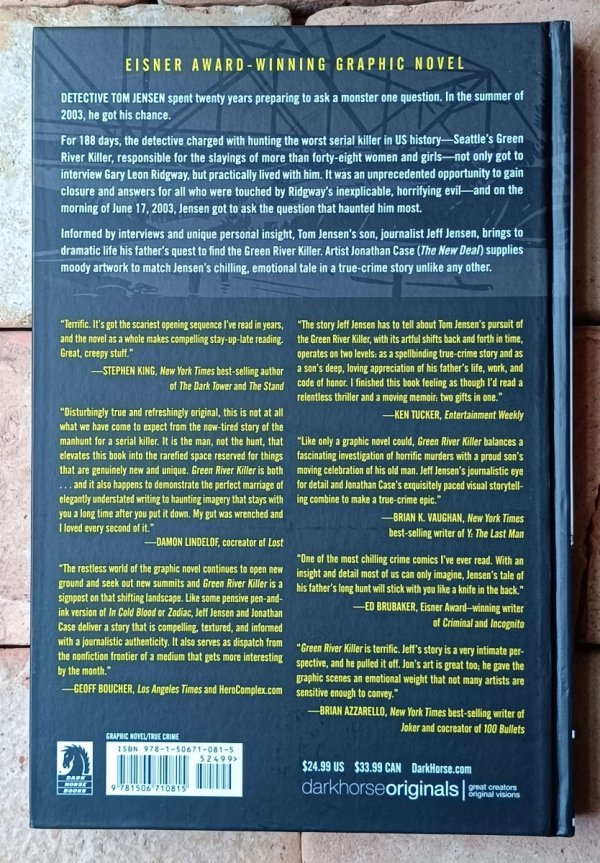 EISNER AWARD-WINNING GRAPHIC NOVEL
DETECTIVE TOM JENSEN spent twenty years preparing to ask a monster one question. In the summer of
2003, he got his chance.
For 188 days, the detective charged with hunting the worst serial killer in US history—Seattle's Green
River Killer, responsible for the slayings of more than forty-eight women and girls—not only got to
interview Gary Leon Ridgway, but practically lived with him. It was an unprecedented opportunity to gain
closure and answers for all who were touched by Ridgway's inexplicable, horrifying evil—and on the
morning of June 17, 2003, Jensen got to ask the question that haunted him most.
Informed by interviews and unique personal insight, Tom Jensen's son, journalist Jeff Jensen, brings to
dramatic life his father's quest to find the Green River Killer. Artist Jonathan Case (The New Deal) supplies
moody artwork to match Jensen's chilling, emotional tale in a true-crime story unlike any other.
"Terrific. It's got the scariest opening sequence I've read in years,
and the novel as a whole makes compelling stay-up-late reading.
Great, creepy stuff."
—STEPHEN KING, New York Times best-selling author
of The Dark Tower and The Stand
"Disturbingly true and refreshingly original, this is not at all
what we have come to expect from the now-tired story of the
manhunt for a serial killer. It is the man, not the hunt, that
elevates this book into the rarefied space reserved for things
that are genuinely new and unique. Green River Killer is both
. . . and it also happens to demonstrate the perfect marriage of
elegantly understated writing to haunting imagery that stays with
you a long time after you put it down. My gut was wrenched and
I loved every second of it."
—DAMON LINDELOF, cocreator of Lost
"The restless world of the graphic novel continues to open new
ground and seek out new summits and Green River Killer is a
signpost on that shifting landscape. Like some pensive pen-and-
ink version of In Cold Blood or Zodiac, Jeff Jensen and Jonathan
Case deliver a story that is compelling, textured, and informed
with a journalistic authenticity. It also serves as dispatch from
the nonfiction frontier of a medium that gets more interesting
by the month."
—GEOFF BOUCHER, Los Angeles Times and HeroComplex.com
"The story Jeff Jensen has to tell about Tom Jensen's pursuit of
the Green River Killer, with its artful shifts back and forth in time,
operates on two levels: as a spellbinding true-crime story and as
a son's deep, loving appreciation of his father's life, work, and
code of honor. I finished this book feeling as though I'd read a
relentless thriller and a moving memoir: two gifts in one."
—KEN TUCKER, Entertainment Weekly
"Like only a graphic novel could, Green River Killer balances a
fascinating investigation of horrific murders with a proud son's
moving celebration of his old man. Jeff Jensen's journalistic eye
for detail and Jonathan Case's exquisitely paced visual storytell-
ing combine to make a true-crime epic."
—BRIAN K. VAUGHAN, New York Times
best-selling writer of Y: The Last Man
"One of the most chilling crime comics I've ever read. With an
insight and detail most of us can only imagine, Jensen's tale of
his father's long hunt will stick with you like a knife in the back."
—ED BRUBAKER, Eisner Award–winning writer
of Criminal and Incognito
"Green River Killer is terrific. Jeff's story is a very intimate per-
spective, and he pulled it off. Jon's art is great too; he gave the
graphic scenes an emotional weight that not many artists are
sensitive enough to convey."
—BRIAN AZZARELLO, New York Times best-selling writer of
Joker and cocreator of 100 Bullets
GRAPHIC NOVEL/TRUE CRIME
ISBN 978-1-50671-081-5
52499>
9 781506 710815
DARK
HORSE
BOOKS
$24.99 US $33.99 CAN DarkHorse.com
darkhorseoriginals
great creators
original visions